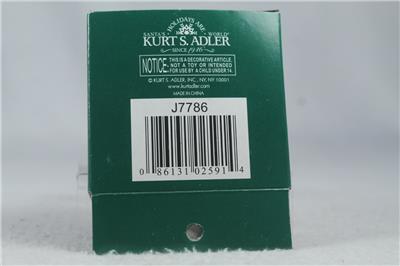 HOLIDAYS ARE
SANTA'S WORLD®
KURT S. ADLER
SINCE 1946
NOTICE: THIS IS A DECORATIVE ARTICLE.
NOT A TOY OR INTENDED
FOR USE BY A CHILD UNDER 14.
© KURT S. ADLER, INC., NY, NY 10001
www.kurtadler.com
MADE IN CHINA
J7786
0 86131 02591 4